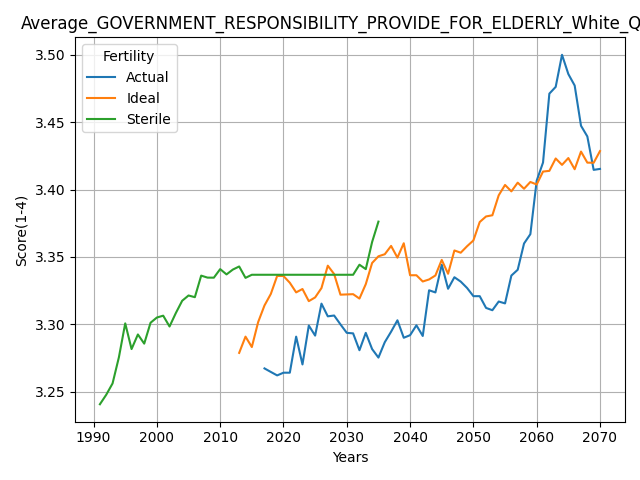 Average_GOVERNMENT_RESPONSIBILITY_PROVIDE_FOR_ELDERLY_White_Q
Fertility
Actual
Ideal
Sterile
3.50
3.45
3.40
3.35
3.30
3.25
Score(1-4)
1990 2000 2010 2020 2030 2040 2050 2060 2070
Years